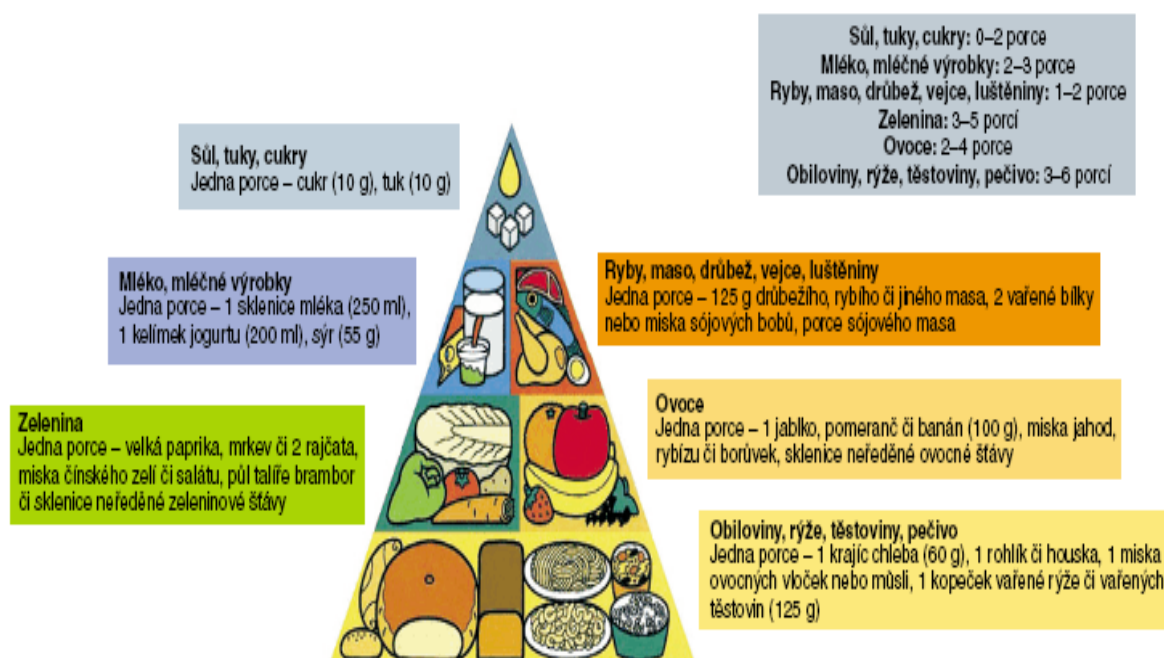 Sůl, tuky, cukry: 0–2 porce
Mléko, mléčné výrobky: 2–3 porce
Ryby, maso, drůbež, vejce, luštěniny: 1–2 porce
Zelenina: 3–5 porcí
Ovoce: 2–4 porce
Obiloviny, rýže, těstoviny, pečivo: 3–6 porcí
Sůl, tuky, cukry
Jedna porce – cukr (10 g), tuk (10 g)
Mléko, mléčné výrobky
Jedna porce – 1 sklenice mléka (250 ml),
1 kelímek jogurtu (200 ml), sýr (55 g)
Ryby, maso, drůbež, vejce, luštěniny
Jedna porce – 125 g drůbežího, rybího či jiného masa, 2 vařené bílky
nebo miska sójových bobů, porce sójového masa
Zelenina
Jedna porce – velká paprika, mrkev či 2 rajčata,
miska čínského zelí či salátu, půl talíře brambor
či sklenice neředěné zeleninové šťávy
Ovoce
Jedna porce – 1 jablko, pomeranč či banán (100 g), miska jahod,
rybízu či borůvek, sklenice neředěné ovocné šťávy
Obiloviny, rýže, těstoviny, pečivo
Jedna porce – 1 krajíc chleba (60 g), 1 rohlík či houska, 1 miska
ovocných vloček nebo műsli, 1 kopeček vařené rýže či vařených
těstovin (125 g)